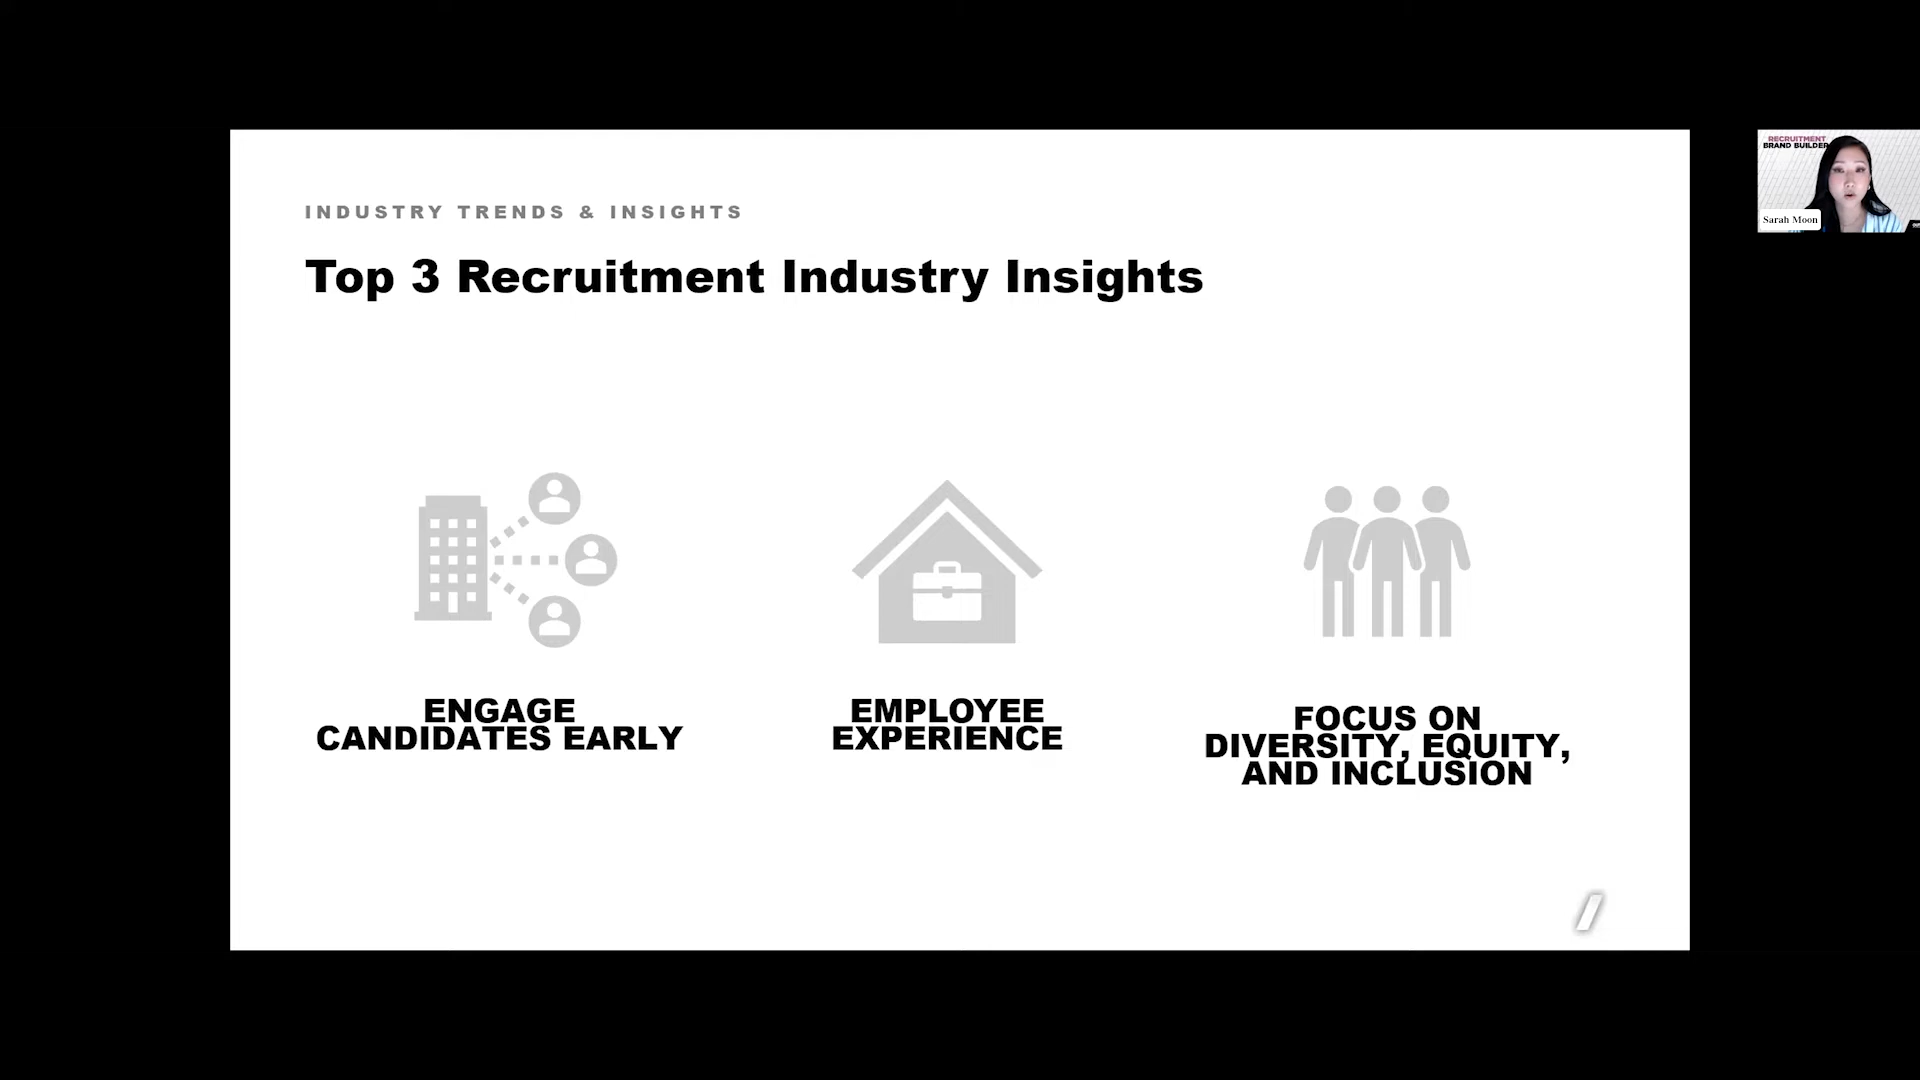 INDUSTRY TRENDS & INSIGHTS
Top 3 Recruitment Industry Insights
ENGAGE
CANDIDATES EARLY
EMPLOYEE
EXPERIENCE
FOCUS ON
DIVERSITY, EQUITY,
AND INCLUSION
RECRUITMENT
BRAND BUILDER
Sarah Moon